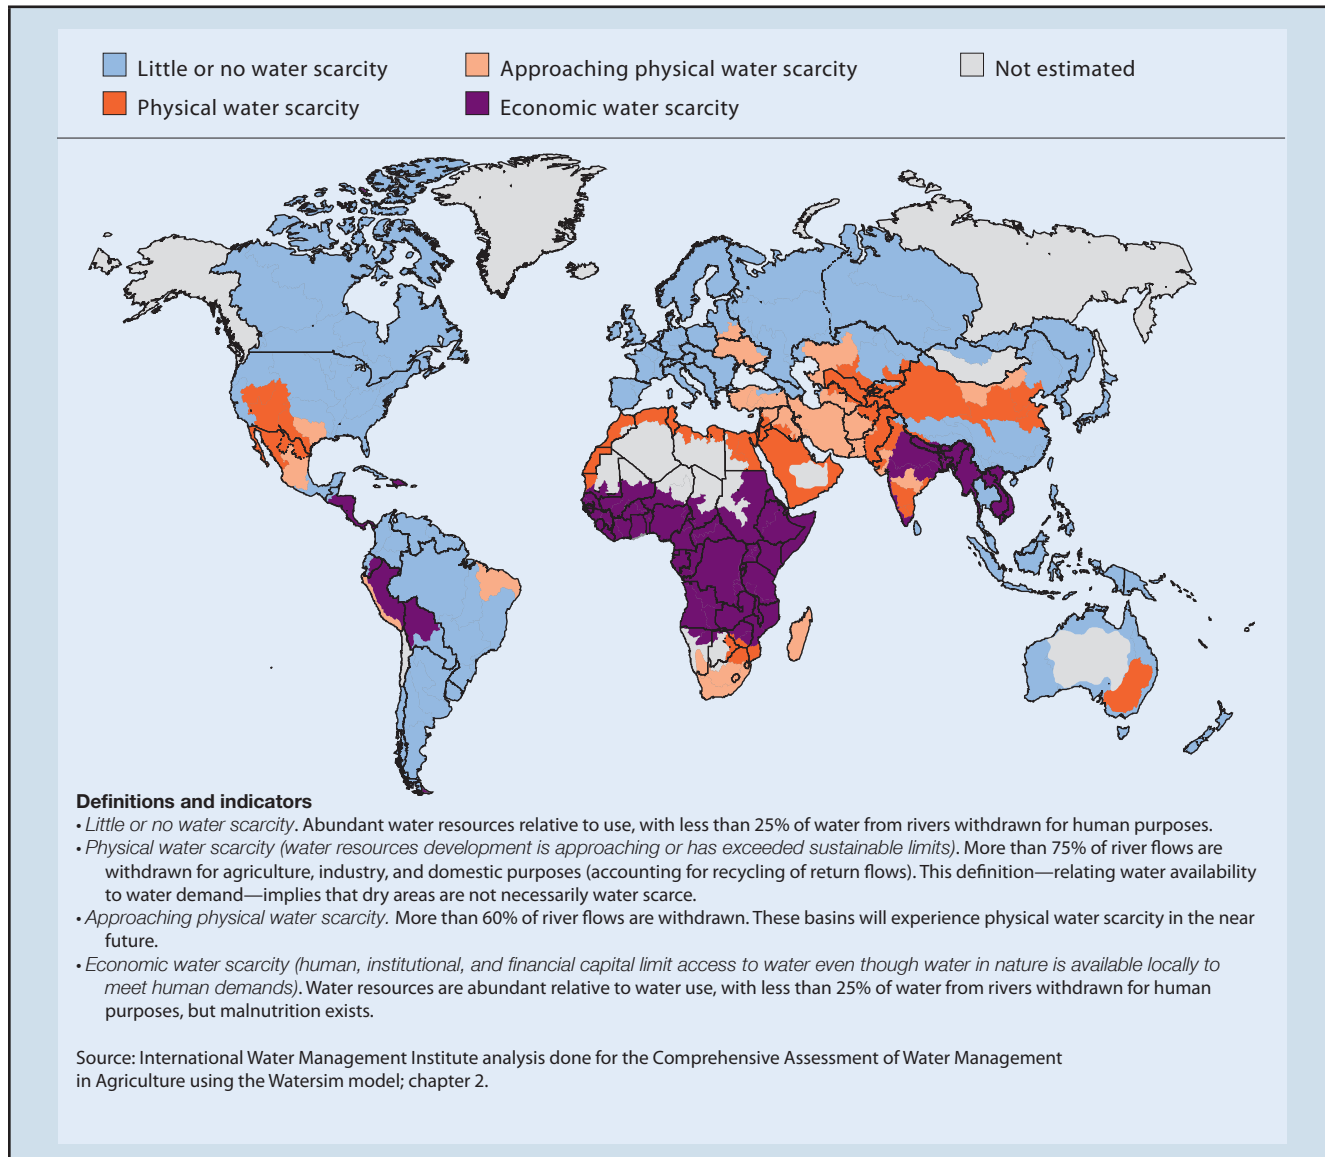 Little or no water scarcity
Approaching physical water scarcity
Not estimated
Physical water scarcity
Economic water scarcity
Definitions and indicators
• Little or no water scarcity. Abundant water resources relative to use, with less than 25% of water from rivers withdrawn for human purposes.
• Physical water scarcity (water resources development is approaching or has exceeded sustainable limits). More than 75% of river flows are
withdrawn for agriculture, industry, and domestic purposes (accounting for recycling of return flows). This definition—relating water availability
to water demand—implies that dry areas are not necessarily water scarce.
• Approaching physical water scarcity. More than 60% of river flows are withdrawn. These basins will experience physical water scarcity in the near
future.
• Economic water scarcity (human, institutional, and financial capital limit access to water even though water in nature is available locally to
meet human demands). Water resources are abundant relative to water use, with less than 25% of water from rivers withdrawn for human
purposes, but malnutrition exists.
Source: International Water Management Institute analysis done for the Comprehensive Assessment of Water Management
in Agriculture using the Watersim model; chapter 2.